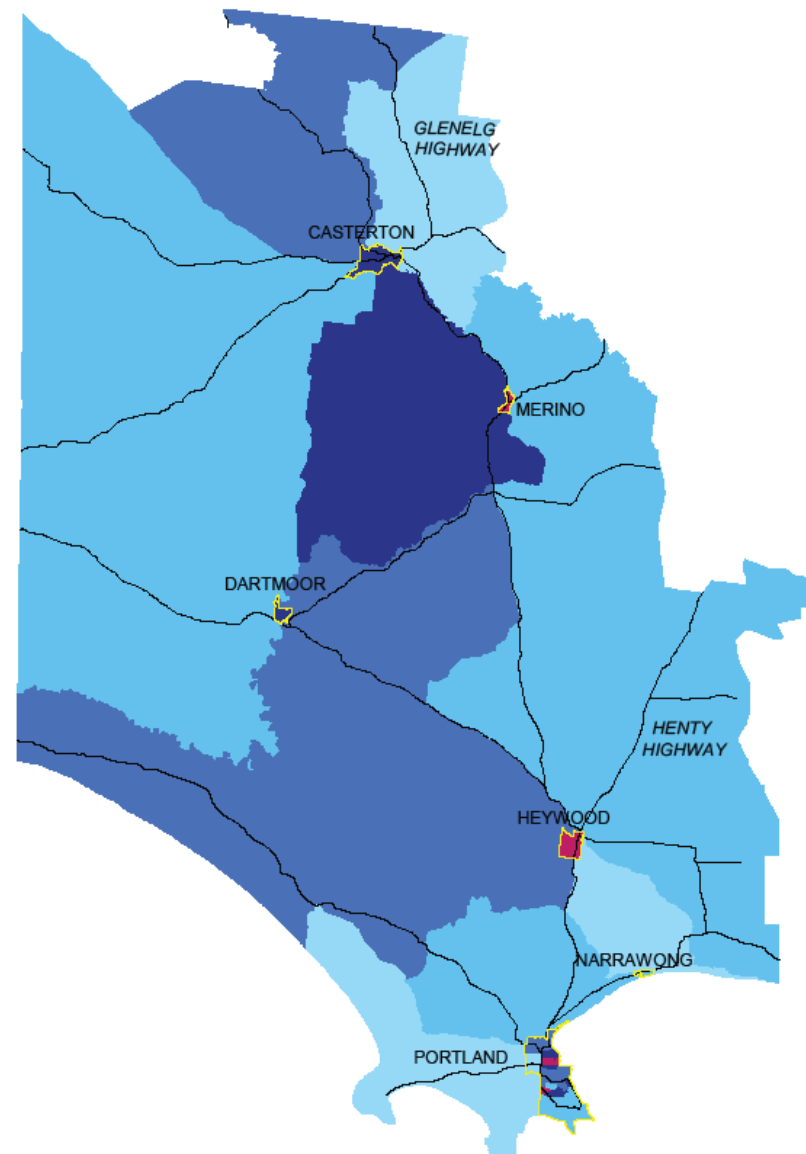 GLENELG
HIGHWAY
CASTERTON
MERINO
DARTMOOR
HENTY
HIGHWAY
HEYWOOD
NARRAWONG
PORTLAND